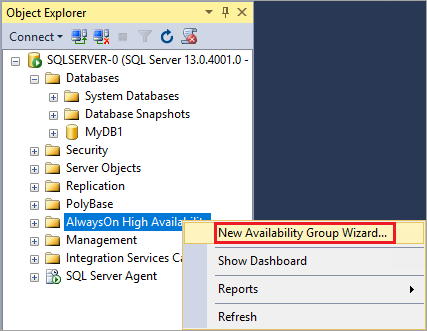 Object Explorer
Connect
SQLSERVER-0 (SQL Server 13.0.4001.0 -
Databases
System Databases
Database Snapshots
MyDB1
Security
Server Objects
Replication
PolyBase
AlwaysOn High Availability
New Availability Group Wizard...
Management
Integration Services Ca
Show Dashboard
SQL Server Agent
Reports
Refresh